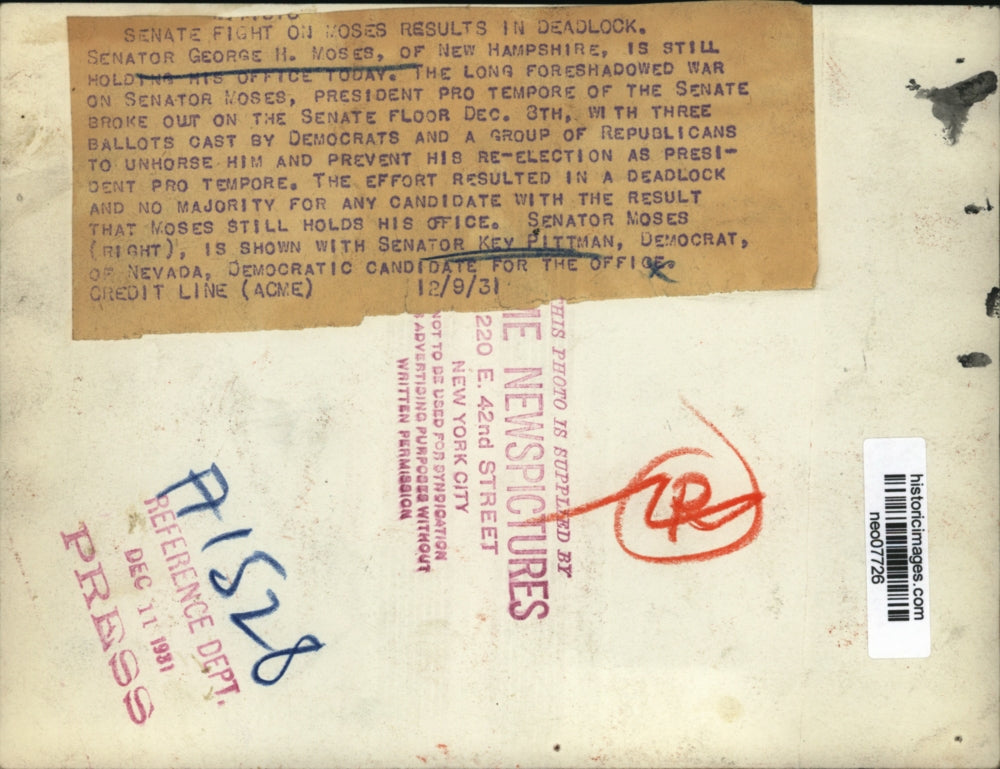 SENATE FIGHT ON MOSES RESULTS IN DEADLOCK.
SENATOR GEORGE H. MOSES, OF NEW HAMPSHIRE, IS STILL
HOLDING HIS OFFICE TODAY. THE LONG FORESHADOWED WAR
ON SENATOR MOSES, PRESIDENT PRO TEMPORE OF THE SENATE
BROKE OUT ON THE SENATE FLOOR DEC. 8TH, WITH THREE
BALLOTS CAST BY DEMOCRATS AND A GROUP OF REPUBLICANS
TO UNHORSE HIM AND PREVENT HIS RE-ELECTION AS PRESI-
DENT PRO TEMPORE. THE EFFORT RESULTED IN A DEADLOCK
AND NO MAJORITY FOR ANY CANDIDATE WITH THE RESULT
THAT MOSES STILL HOLDS HIS OFFICE. SENATOR MOSES
(RIGHT), IS SHOWN WITH SENATOR KEY PITTMAN, DEMOCRAT,
OF NEVADA, DEMOCRATIC CANDIDATE FOR THE OFFICE.
CREDIT LINE (ACME) 12/9/31
THIS PHOTO IS SUPPLIED BY
ME NEWSPICTURES
220 E. 42nd STREET
NEW YORK CITY
NOT TO BE USED FOR SYNDICATION
ADVERTISING PURPOSES WITHOUT
WRITTEN PERMISSION
A1528
REFERENCE DEPT.
DEC 11 1931
PRESS
historicimages.com
neo07726